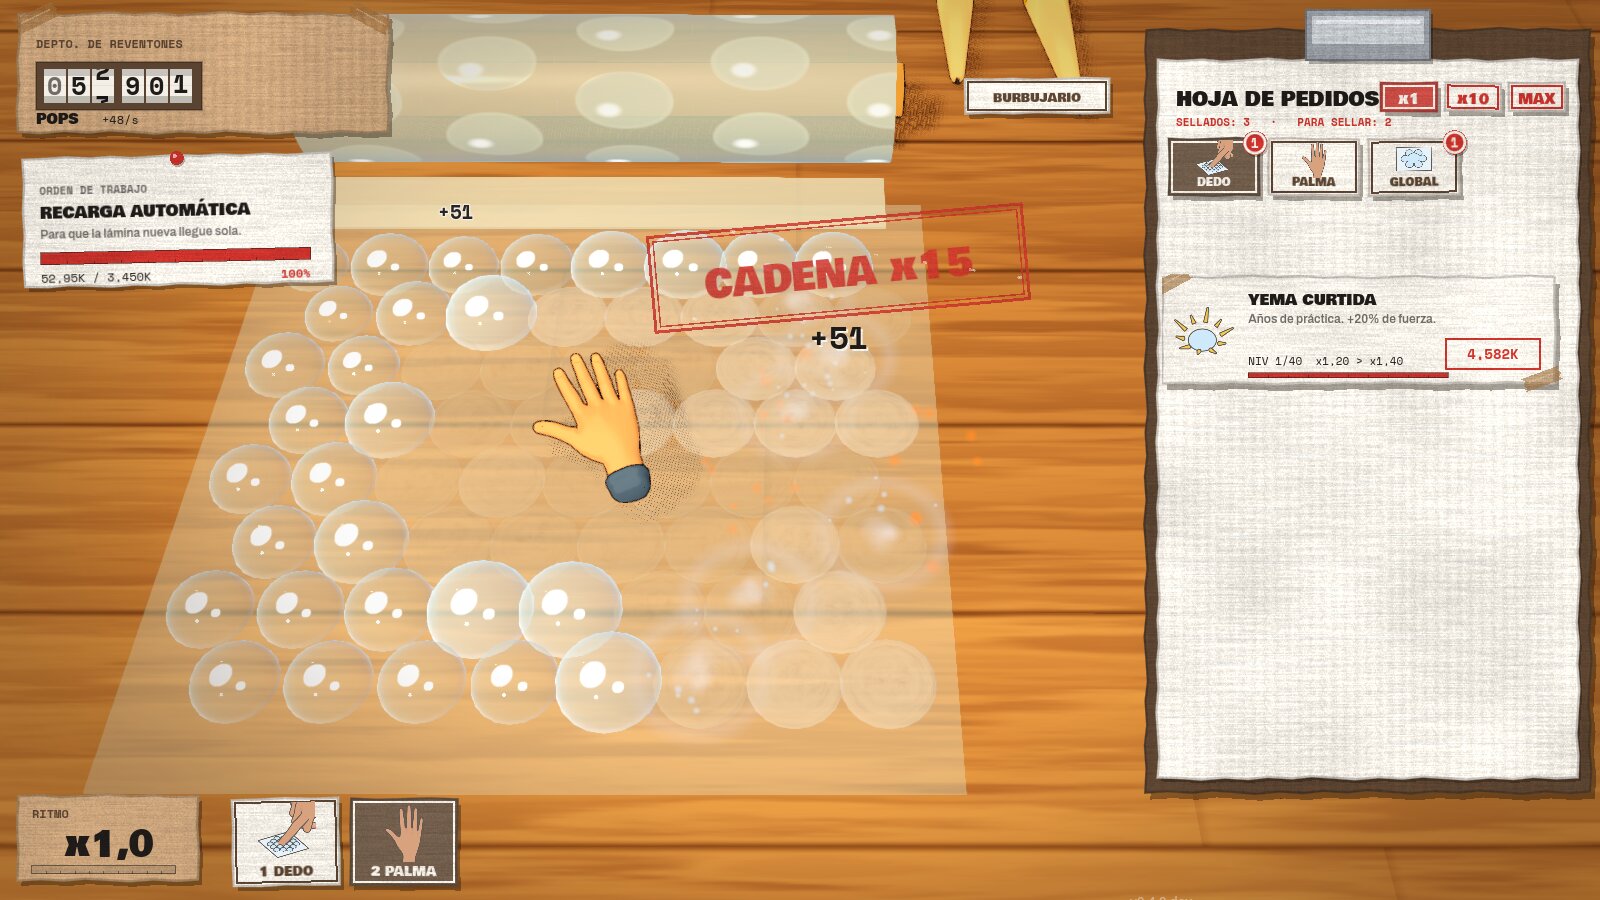 DEPTO. DE REVENTONES
POPS +48/s
ORDEN DE TRABAJO
RECARGA AUTOMÁTICA
Para que la lámina nueva llegue sola.
52,95K / 3,450K 100%
+51
CADENA x15
+51
BURBUJARIO
HOJA DE PEDIDOS x1 x10 MAX
SELLADOS: 3 · PARA SELLAR: 2
1 1
DEDO PALMA GLOBAL
YEMA CURTIDA
Años de práctica. +20% de fuerza.
NIV 1/40 x1,20 > x1,40 4,582K
RITMO
x1,0
1 DEDO 2 PALMA